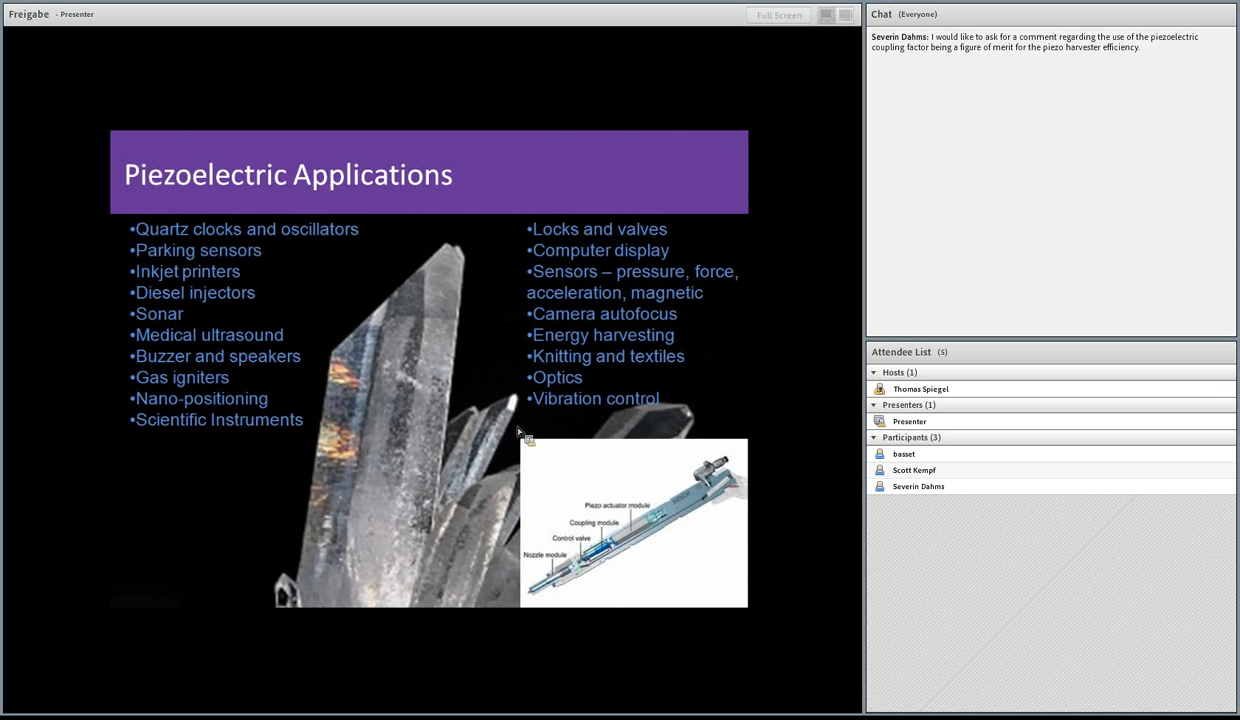 Freigabe - Presenter
Full Screen
Piezoelectric Applications
•Quartz clocks and oscillators
•Parking sensors
•Inkjet printers
•Diesel injectors
•Sonar
•Medical ultrasound
•Buzzer and speakers
•Gas igniters
•Nano-positioning
•Scientific Instruments
•Locks and valves
•Computer display
•Sensors – pressure, force,
acceleration, magnetic
•Camera autofocus
•Energy harvesting
•Knitting and textiles
•Optics
•Vibration control
Piezo actuator module
Coupling module
Control valve
Nozzle module
BOSCH
Chat (Everyone)
Severin Dahms: I would like to ask for a comment regarding the use of the piezoelectric
coupling factor being a figure of merit for the piezo harvester efficiency.
Attendee List (5)
Hosts (1)
Thomas Spiegel
Presenters (1)
Presenter
Participants (3)
basset
Scott Kempf
Severin Dahms